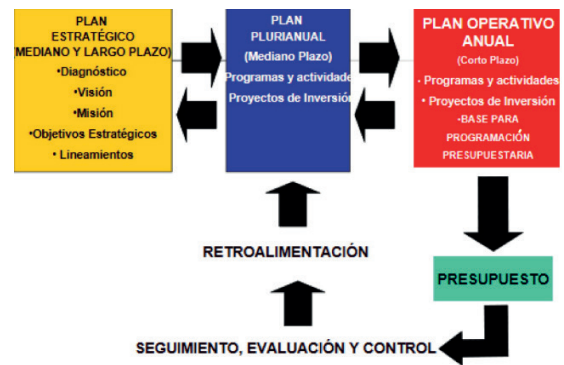 PLAN
ESTRATÉGICO
(MEDIANO Y LARGO PLAZO)
•Diagnóstico
•Visión
•Misión
•Objetivos Estratégicos
• Lineamientos
PLAN
PLURIANUAL
(Mediano Plazo)
Programas y actividade
Proyectos de Inversión
PLAN OPERATIVO
ANUAL
(Corto Plazo)
• Programas y actividades
• Proyectos de Inversión
•BASE PARA
PROGRAMACIÓN
PRESUPUESTARIA
RETROALIMENTACIÓN
PRESUPUESTO
SEGUIMIENTO, EVALUACIÓN Y CONTROL